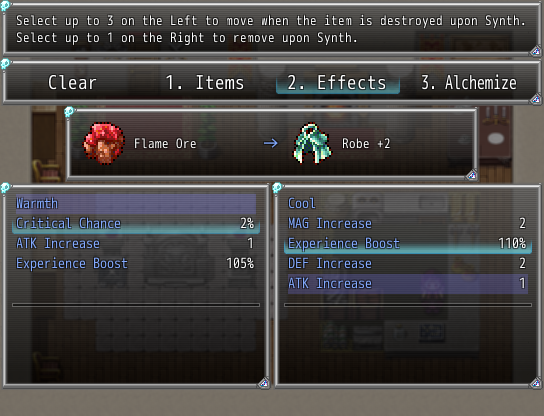 Select up to 3 on the Left to move when the item is destroyed upon Synth.
Select up to 1 on the Right to remove upon Synth.
Clear 1. Items 2. Effects 3. Alchemize
Flame Ore → Robe +2
Warmth
Critical Chance 2%
ATK Increase 1
Experience Boost 105%
Cool
MAG Increase 2
Experience Boost 110%
DEF Increase 2
ATK Increase 1